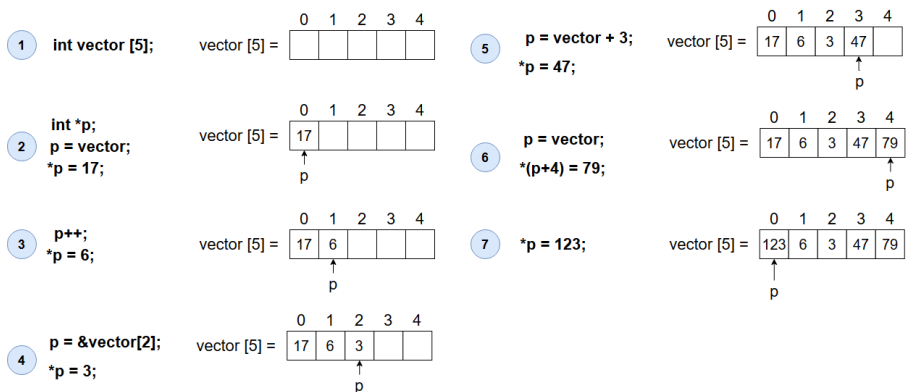 0 1 2 3 4
1 int vector [5]; vector [5] =
int *p;
2 p = vector;
*p = 17;
0 1 2 3 4
vector [5] = 17
p
3 p++;
*p = 6;
0 1 2 3 4
vector [5] = 17 6
p
4 p = &vector[2];
*p = 3;
0 1 2 3 4
vector [5] = 17 6 3
p
5 p = vector + 3;
*p = 47;
0 1 2 3 4
vector [5] = 17 6 3 47
p
6 p = vector;
*(p+4) = 79;
0 1 2 3 4
vector [5] = 17 6 3 47 79
p
7 *p = 123;
0 1 2 3 4
vector [5] = 123 6 3 47 79
p